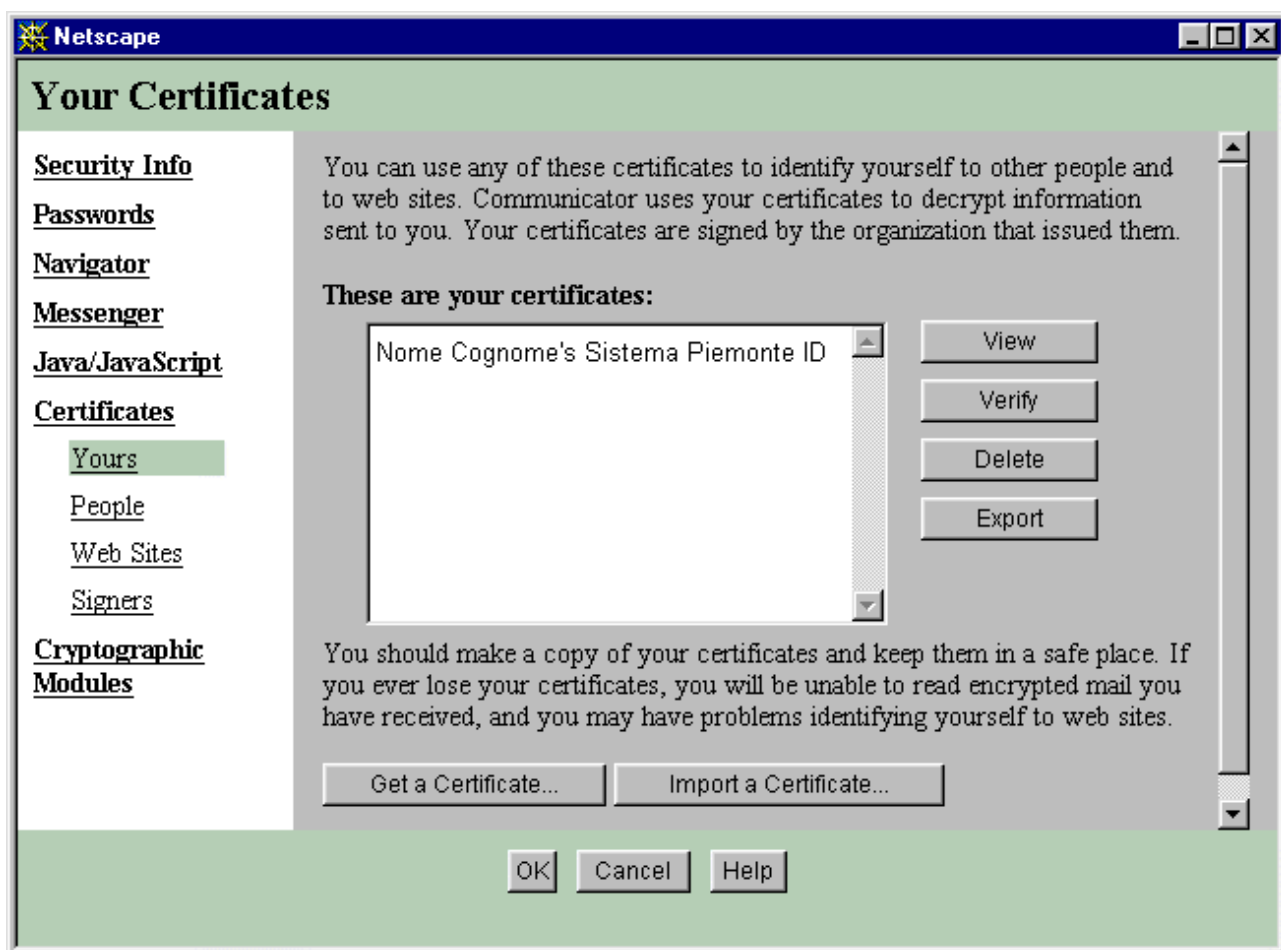 Netscape
Your Certificates
Security Info
Passwords
Navigator
Messenger
Java/JavaScript
Certificates
Yours
People
Web Sites
Signers
Cryptographic
Modules
You can use any of these certificates to identify yourself to other people and
to web sites. Communicator uses your certificates to decrypt information
sent to you. Your certificates are signed by the organization that issued them.
These are your certificates:
Nome Cognome's Sistema Piemonte ID
View
Verify
Delete
Export
You should make a copy of your certificates and keep them in a safe place. If
you ever lose your certificates, you will be unable to read encrypted mail you
have received, and you may have problems identifying yourself to web sites.
Get a Certificate...
Import a Certificate...
OK
Cancel
Help